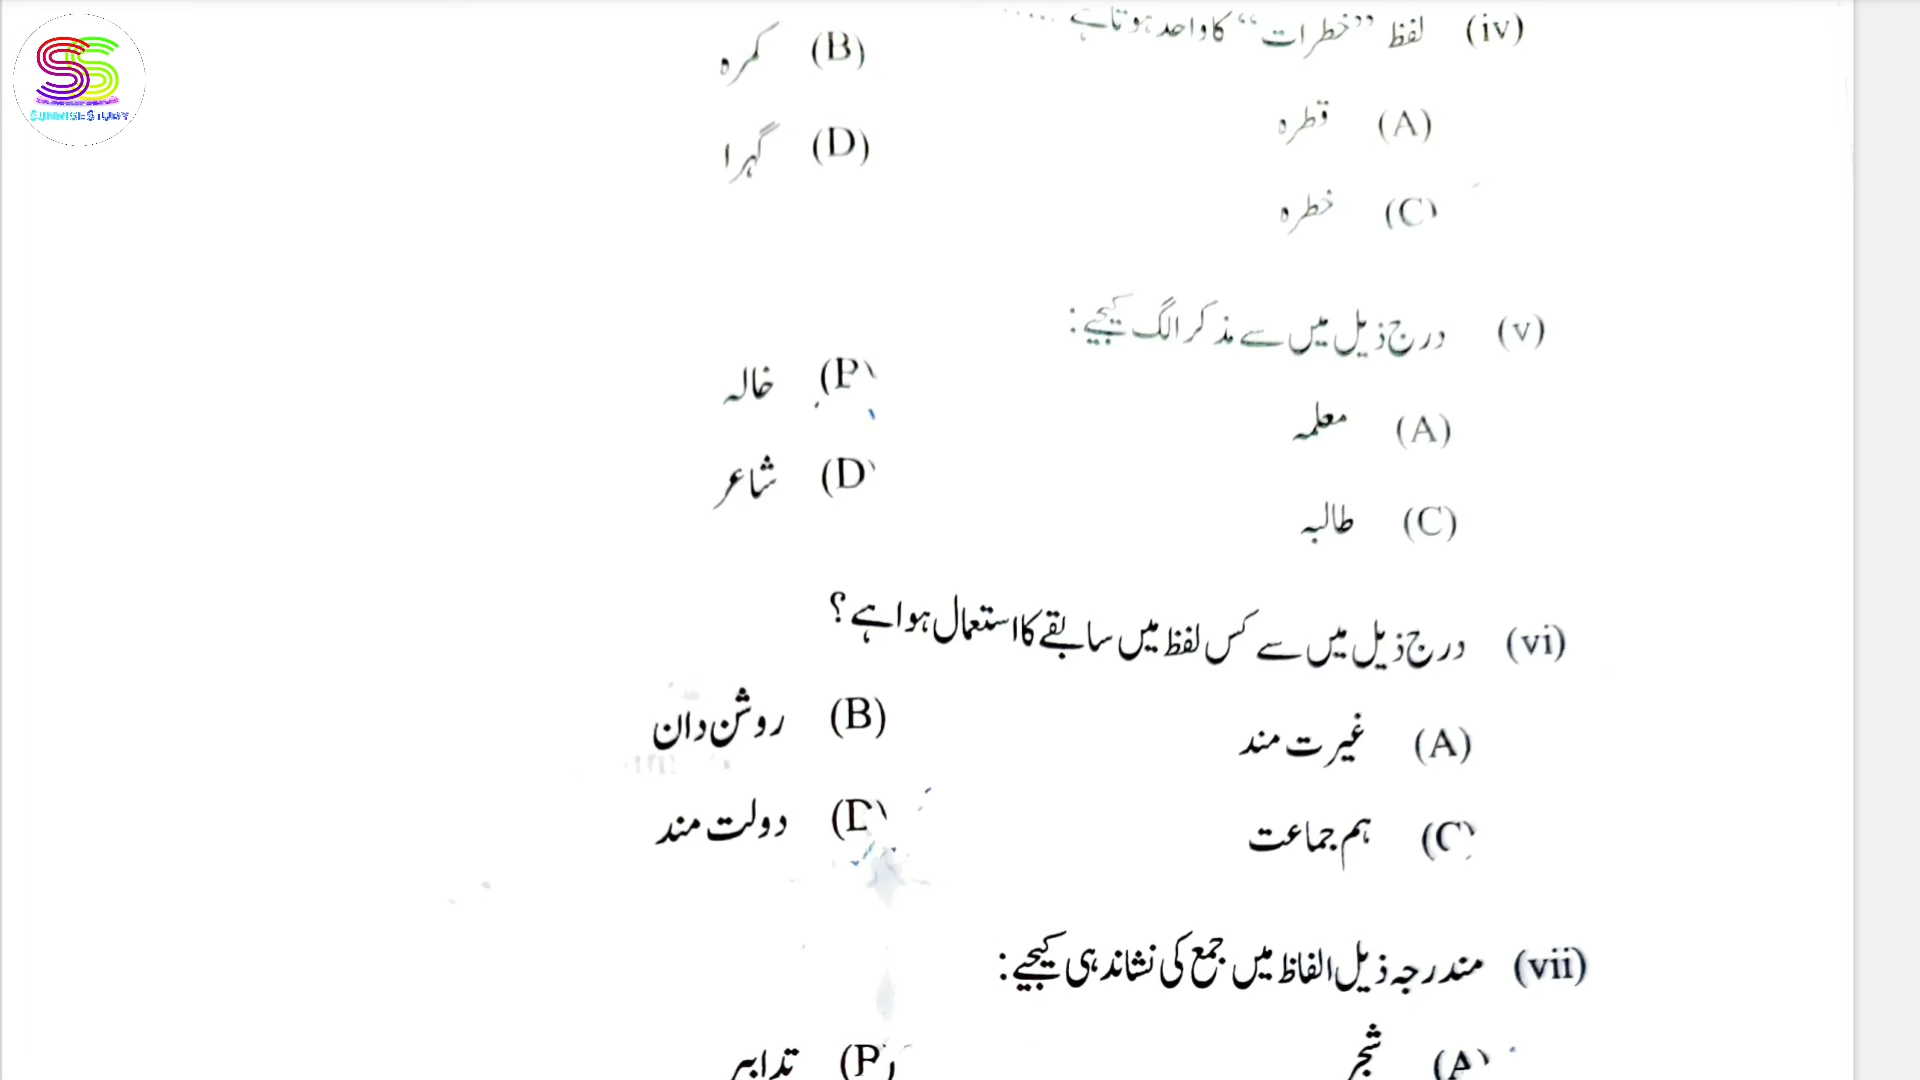 SUNRISESTUDY
(iv) لفظ ”خطرات“ کا واحد ہوتا ہے ......
(A) قطرہ (B) کمرہ
(C) خطرہ (D) گہرا
(v) درج ذیل میں سے مذکر الگ کیجیے:
(A) معلمہ (B) خالہ
(C) طالبہ (D) شاعر
(vi) درج ذیل میں سے کس لفظ میں سابقے کا استعمال ہوا ہے؟
(A) غیرت مند (B) روشن دان
(C) ہم جماعت (D) دولت مند
(vii) مندرجہ ذیل الفاظ میں جمع کی نشاندہی کیجیے:
(A) شجر (B) تدابیر